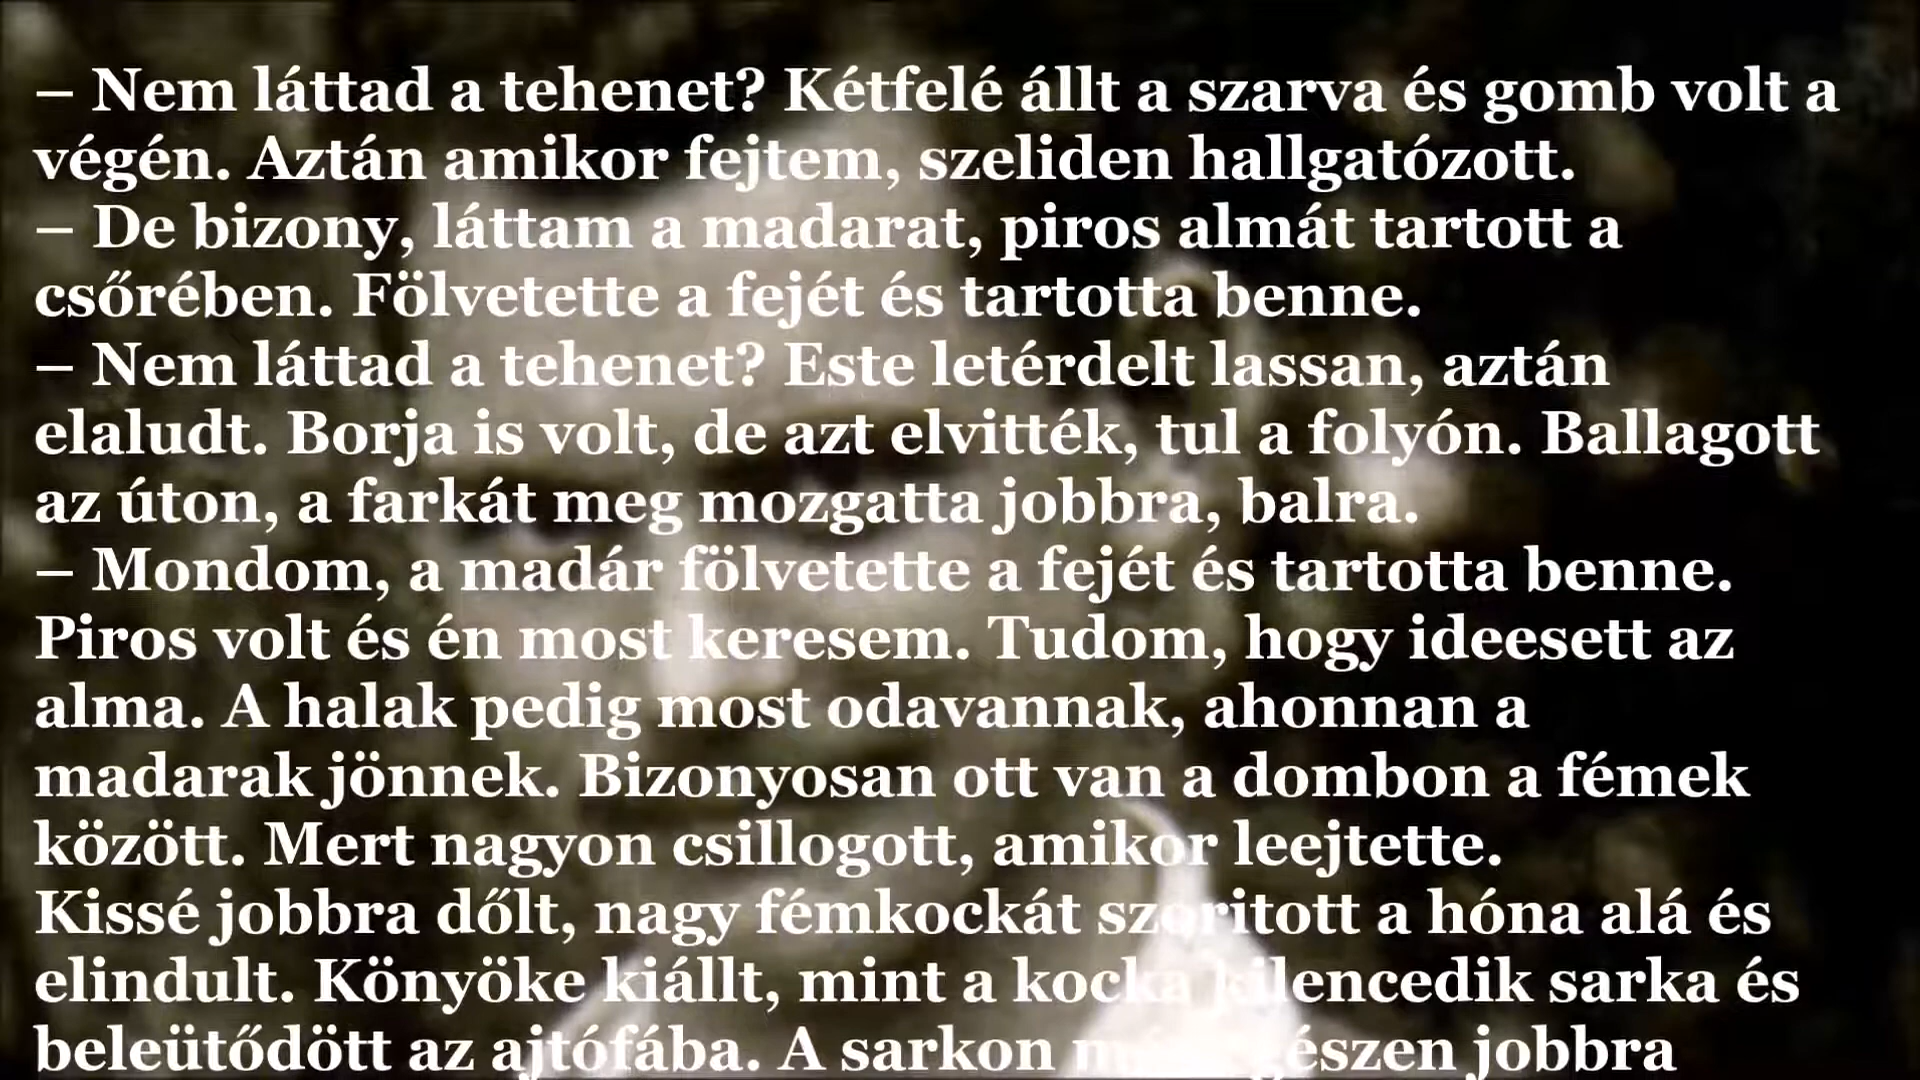 – Nem láttad a tehenet? Kétfelé állt a szarva és gomb volt a
végén. Aztán amikor fejtem, szeliden hallgatózott.
– De bizony, láttam a madarat, piros almát tartott a
csőrében. Fölvetette a fejét és tartotta benne.
– Nem láttad a tehenet? Este letérdelt lassan, aztán
elaludt. Borja is volt, de azt elvitték, tul a folyón. Ballagott
az úton, a farkát meg mozgatta jobbra, balra.
– Mondom, a madár fölvetette a fejét és tartotta benne.
Piros volt és én most keresem. Tudom, hogy ideesett az
alma. A halak pedig most odavannak, ahonnan a
madarak jönnek. Bizonyosan ott van a dombon a fémek
között. Mert nagyon csillogott, amikor leejtette.
Kissé jobbra dőlt, nagy fémkockát szoritott a hóna alá és
elindult. Könyöke kiállt, mint a kocka kilencedik sarka és
beleütődött az ajtófába. A sarkon már egészen jobbra